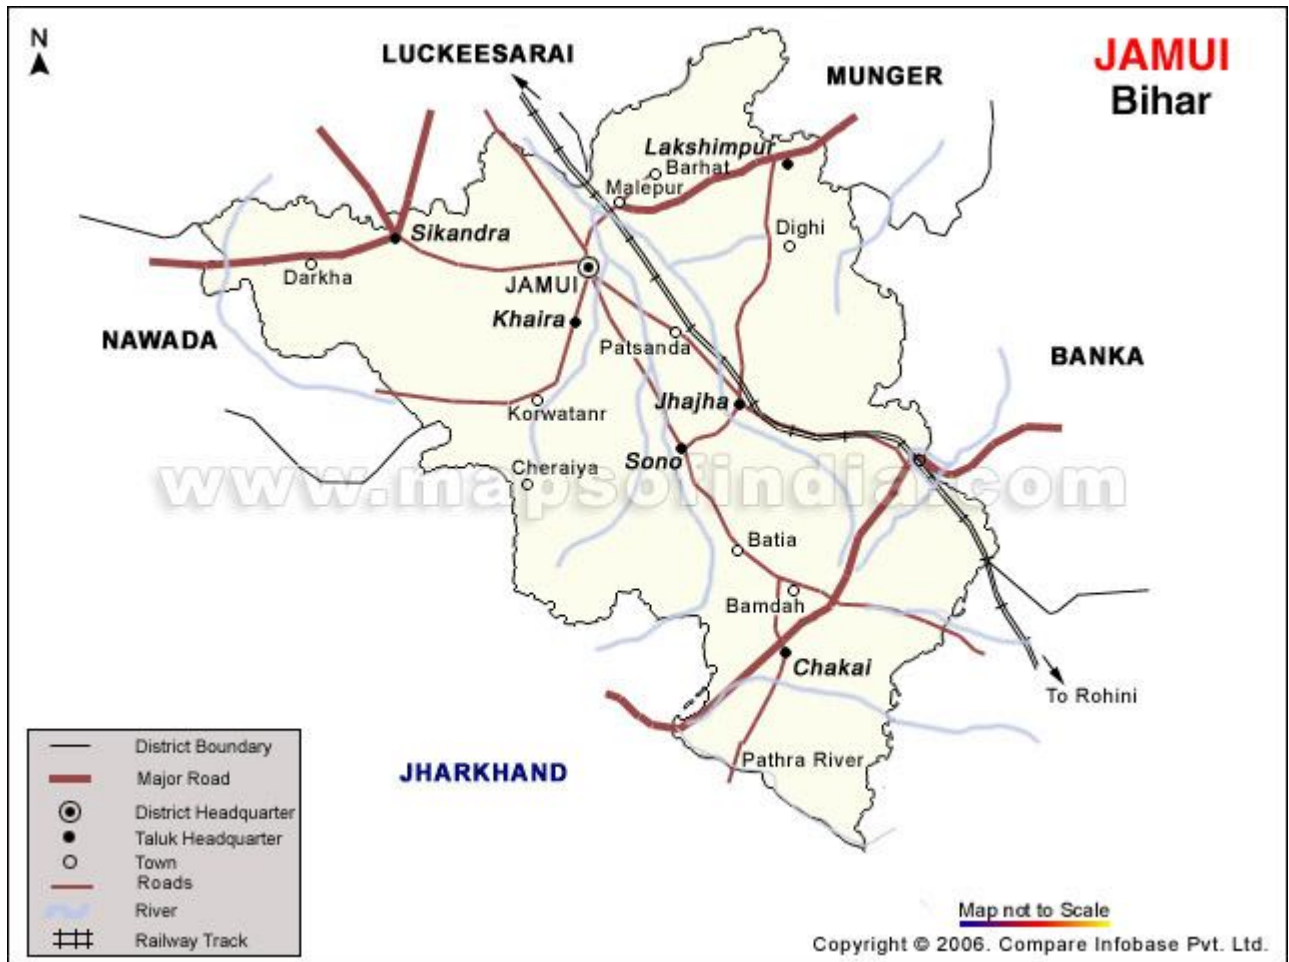 N
LUCKEESARAI
MUNGER
JAMUI
Bihar
Lakshimpur
Barhat
Malepur
Sikandra
Dighi
Darkha
JAMUI
Khaira
NAWADA
Patsanda
BANKA
Jhajha
Korwatanr
Sono
Cheraiya
www.mapsofindia.com
Batia
Bamdah
Chakai
To Rohini
JHARKHAND
Pathra River
District Boundary
Major Road
District Headquarter
Taluk Headquarter
Town
Roads
River
Railway Track
Map not to Scale
Copyright © 2006. Compare Infobase Pvt. Ltd.